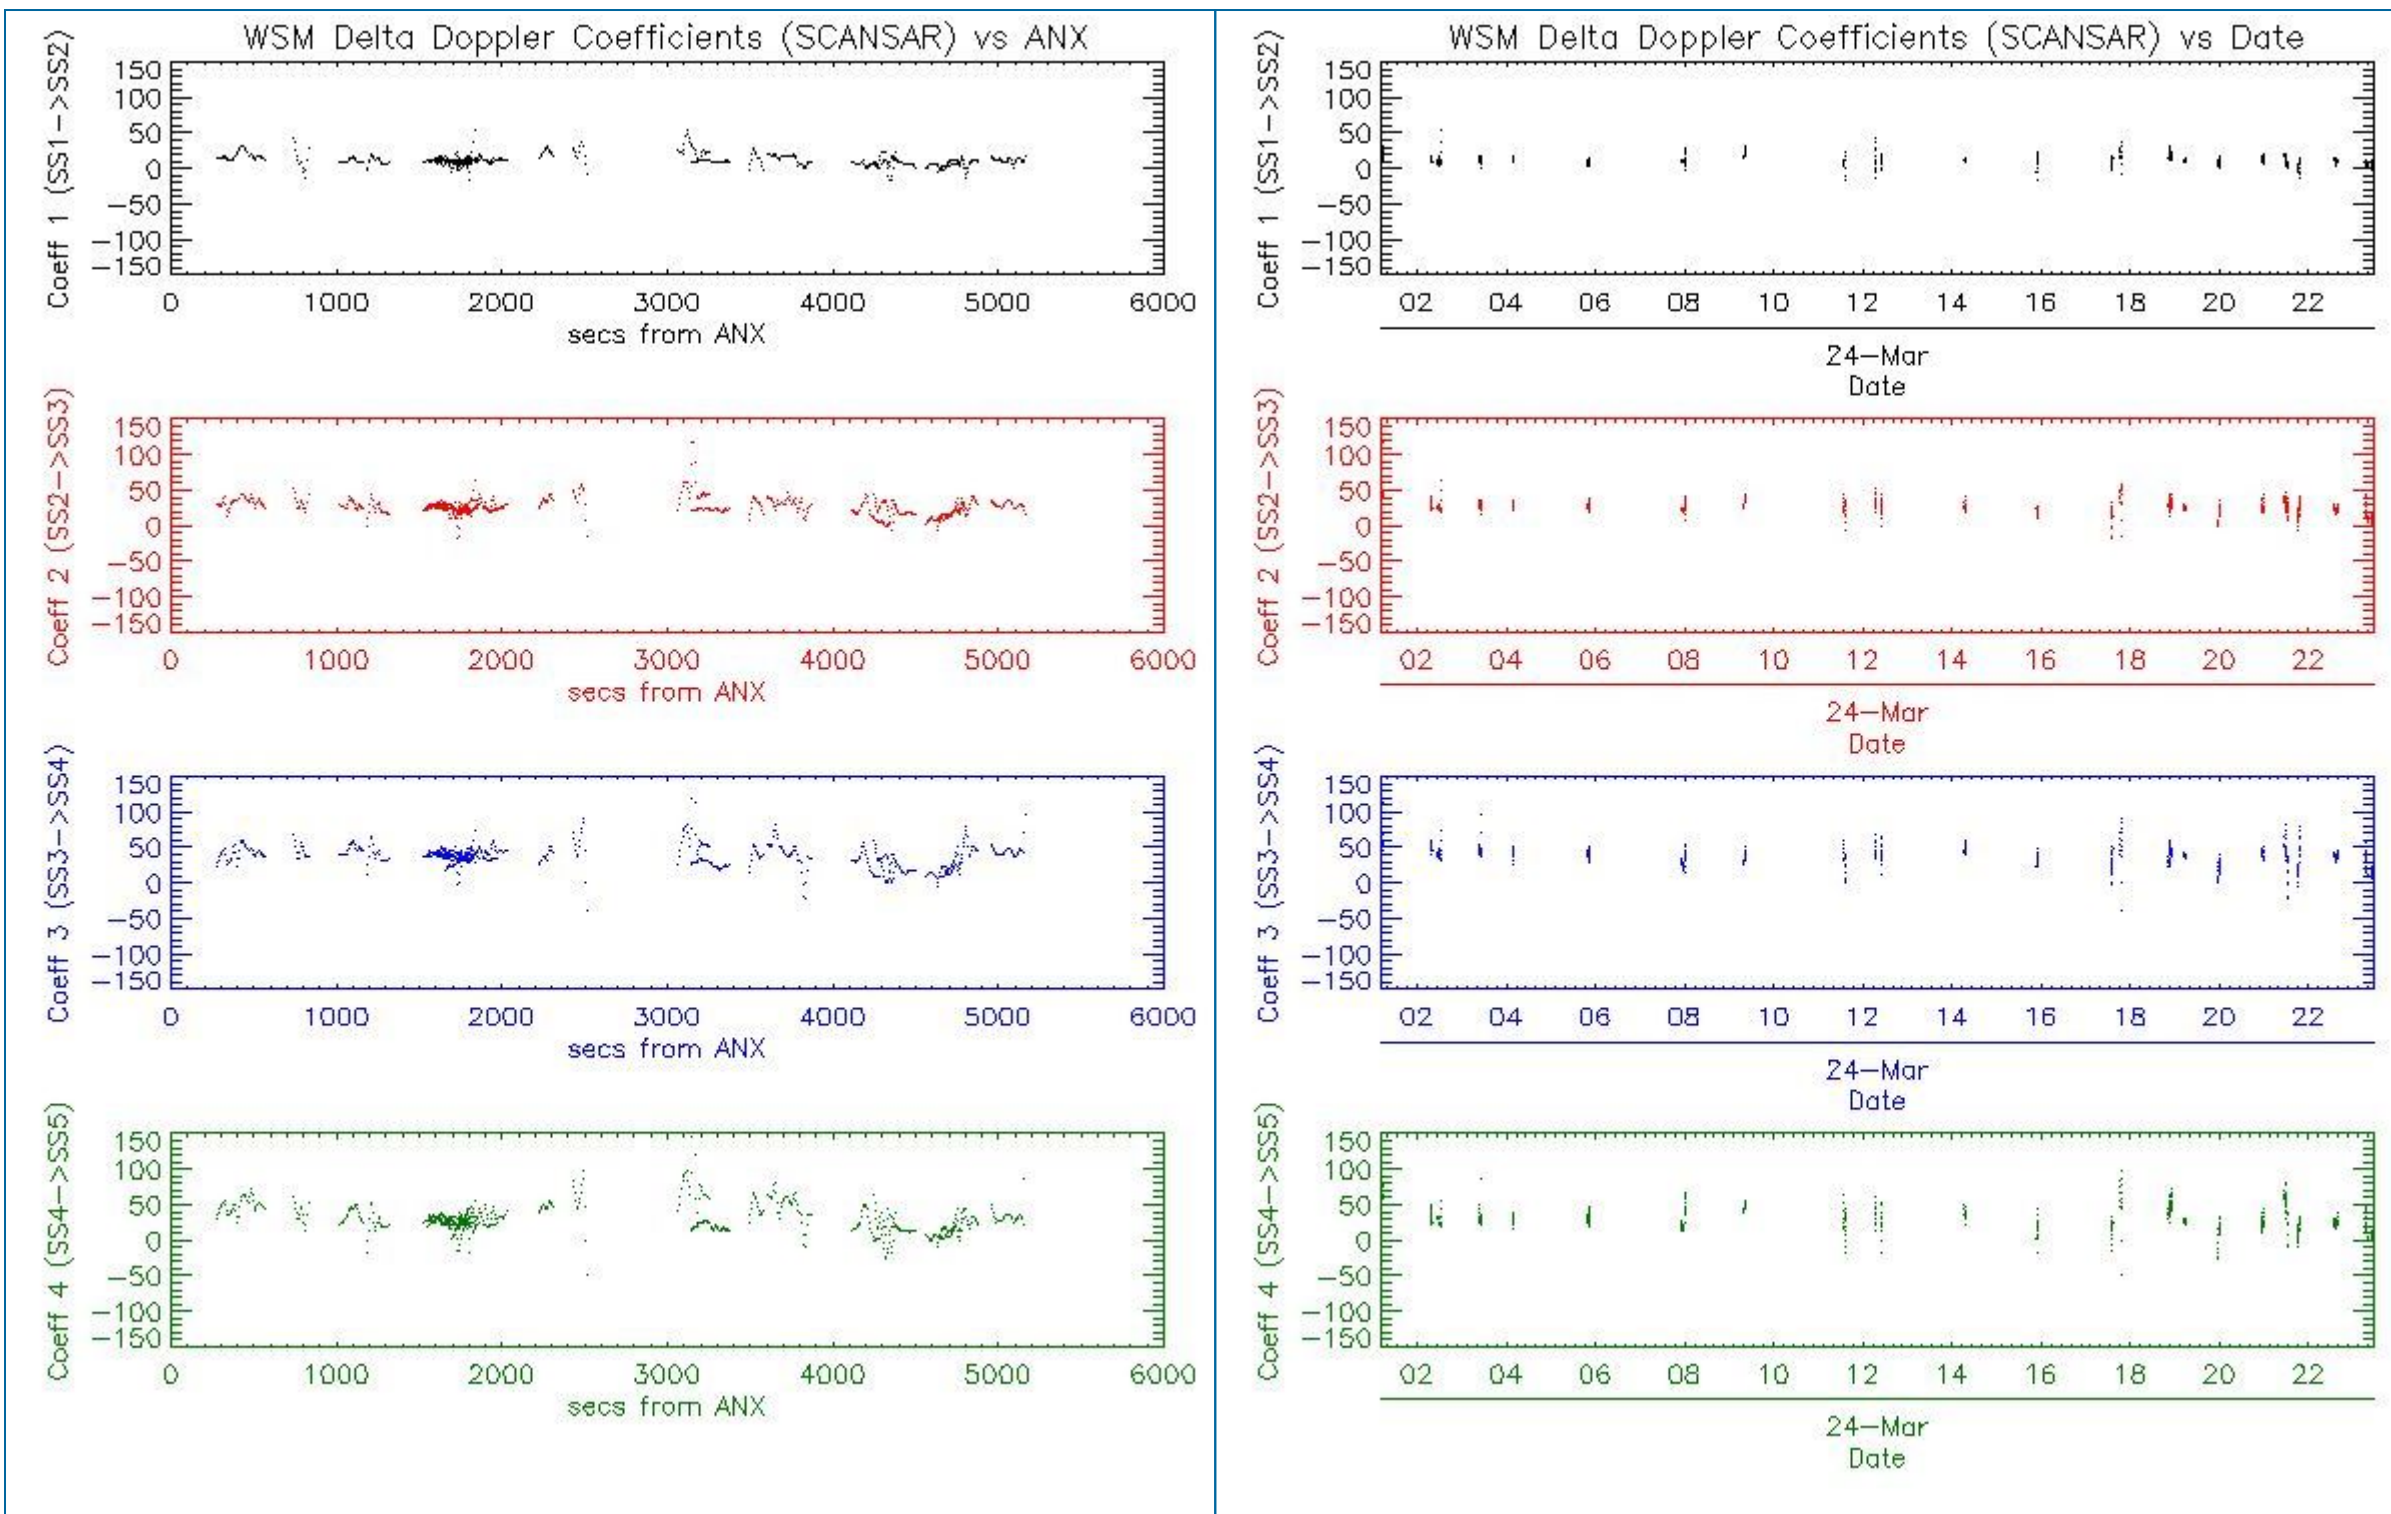 WSM Delta Doppler Coefficients (SCANSAR) vs ANX
Coeff 1 (SS1->SS2)
150
100
50
0
-50
-100
-150
0 1000 2000 3000 4000 5000 6000
secs from ANX
Coeff 2 (SS2->SS3)
150
100
50
0
-50
-100
-150
0 1000 2000 3000 4000 5000 6000
secs from ANX
Coeff 3 (SS3->SS4)
150
100
50
0
-50
-100
-150
0 1000 2000 3000 4000 5000 6000
secs from ANX
Coeff 4 (SS4->SS5)
150
100
50
0
-50
-100
-150
0 1000 2000 3000 4000 5000 6000
secs from ANX
WSM Delta Doppler Coefficients (SCANSAR) vs Date
Coeff 1 (SS1->SS2)
150
100
50
0
-50
-100
-150
02 04 06 08 10 12 14 16 18 20 22
24-Mar
Date
Coeff 2 (SS2->SS3)
150
100
50
0
-50
-100
-150
02 04 06 08 10 12 14 16 18 20 22
24-Mar
Date
Coeff 3 (SS3->SS4)
150
100
50
0
-50
-100
-150
02 04 06 08 10 12 14 16 18 20 22
24-Mar
Date
Coeff 4 (SS4->SS5)
150
100
50
0
-50
-100
-150
02 04 06 08 10 12 14 16 18 20 22
24-Mar
Date